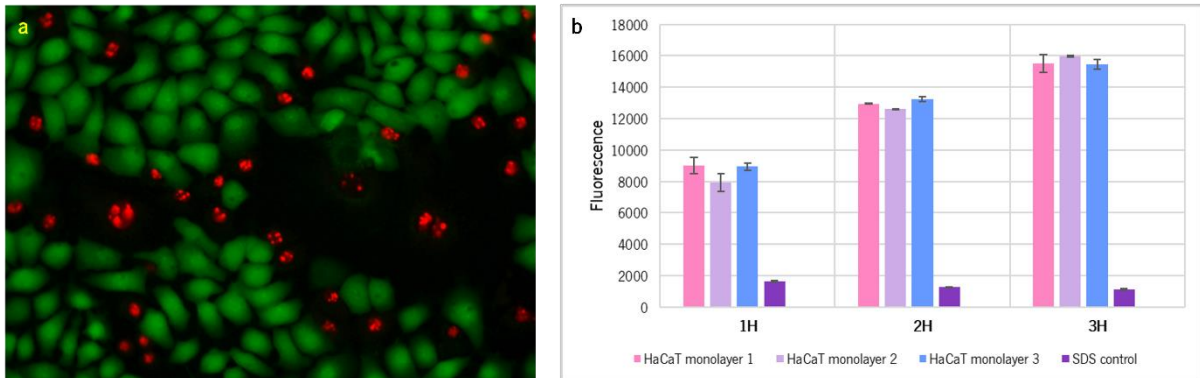 a
b
18000
16000
14000
12000
10000
8000
6000
4000
2000
0
Fluorescence
1H 2H 3H
HaCaT monolayer 1 HaCaT monolayer 2 HaCaT monolayer 3 SDS control